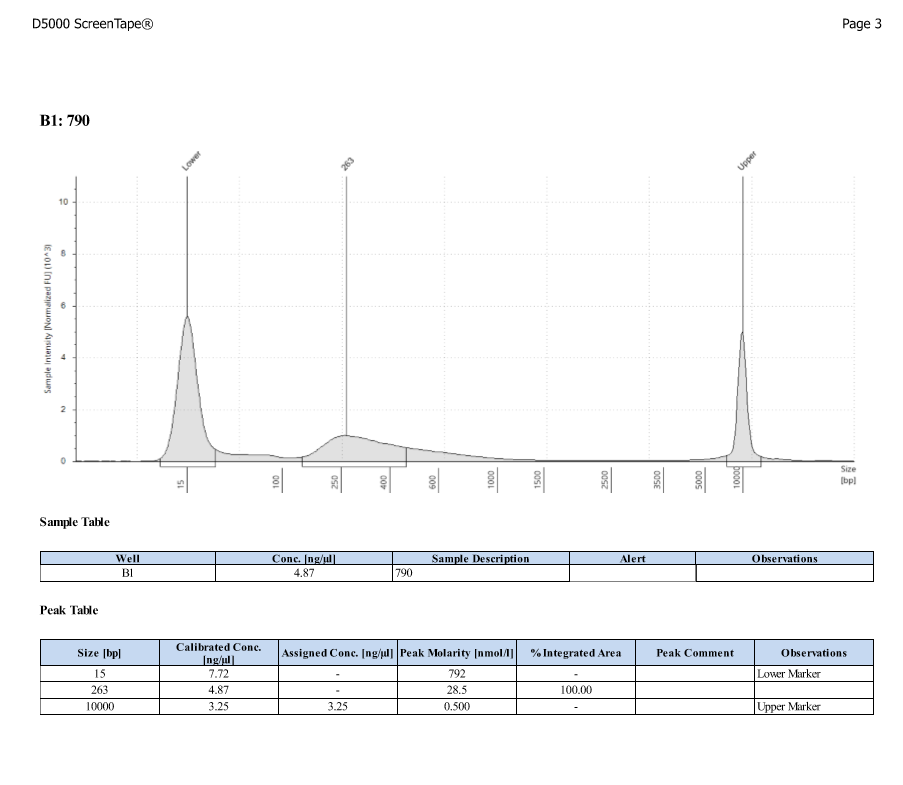 D5000 ScreenTape® Page 3
B1: 790
Lower 263 Upper
Sample Intensity [Normalized FU] (10^3)
10
8
6
4
2
0
15 100 250 400 600 1000 1500 2500 3500 5000 10000 Size [bp]
Sample Table
Well Conc. [ng/µl] Sample Description Alert Observations
B1 4.87 790
Peak Table
Size [bp] Calibrated Conc. [ng/µl] Assigned Conc. [ng/µl] Peak Molarity [nmol/l] % Integrated Area Peak Comment Observations
15 7.72 - 792 - Lower Marker
263 4.87 - 28.5 100.00
10000 3.25 3.25 0.500 - Upper Marker